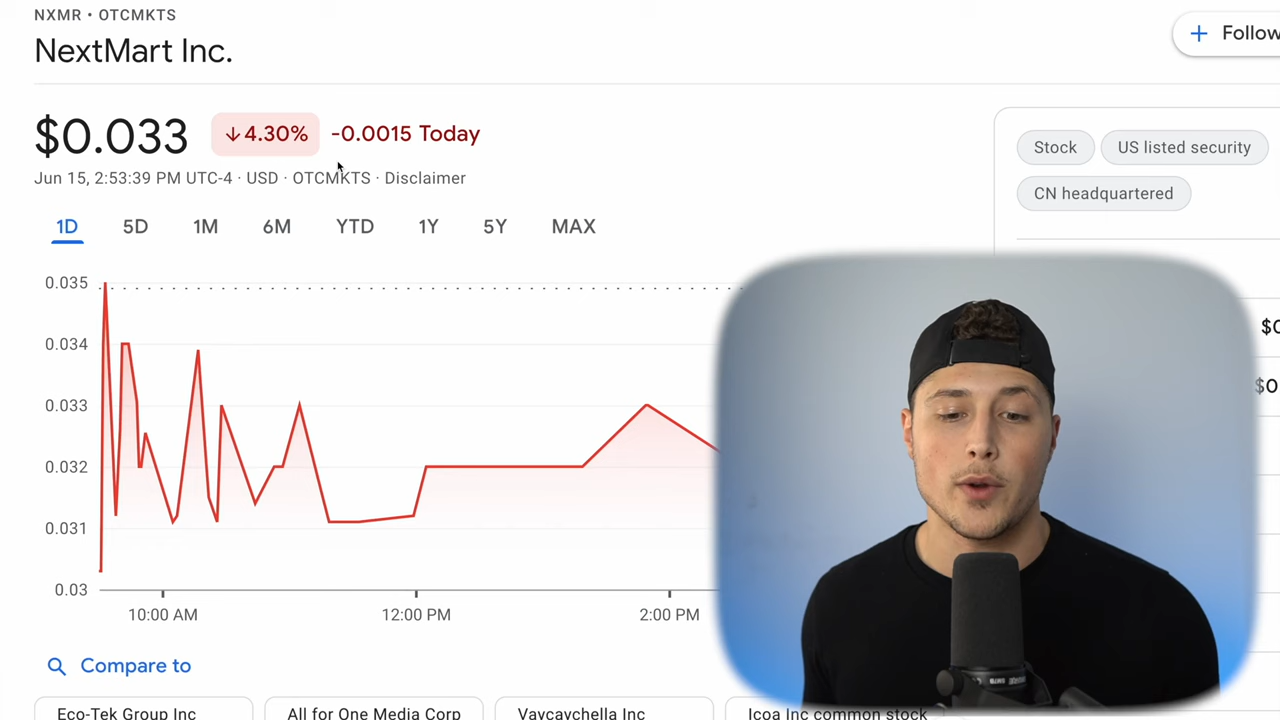 NXMR • OTCMKTS
+ Follow
NextMart Inc.
$0.033 ↓4.30% -0.0015 Today
Jun 15, 2:53:39 PM UTC-4 · USD · OTCMKTS · Disclaimer
Stock US listed security
CN headquartered
1D 5D 1M 6M YTD 1Y 5Y MAX
0.035
0.034
0.033
0.032
0.031
0.03
10:00 AM 12:00 PM 2:00 PM
$0
$0
Compare to
Eco-Tek Group Inc All for One Media Corp Vaycaychella Inc Icoa Inc common stock